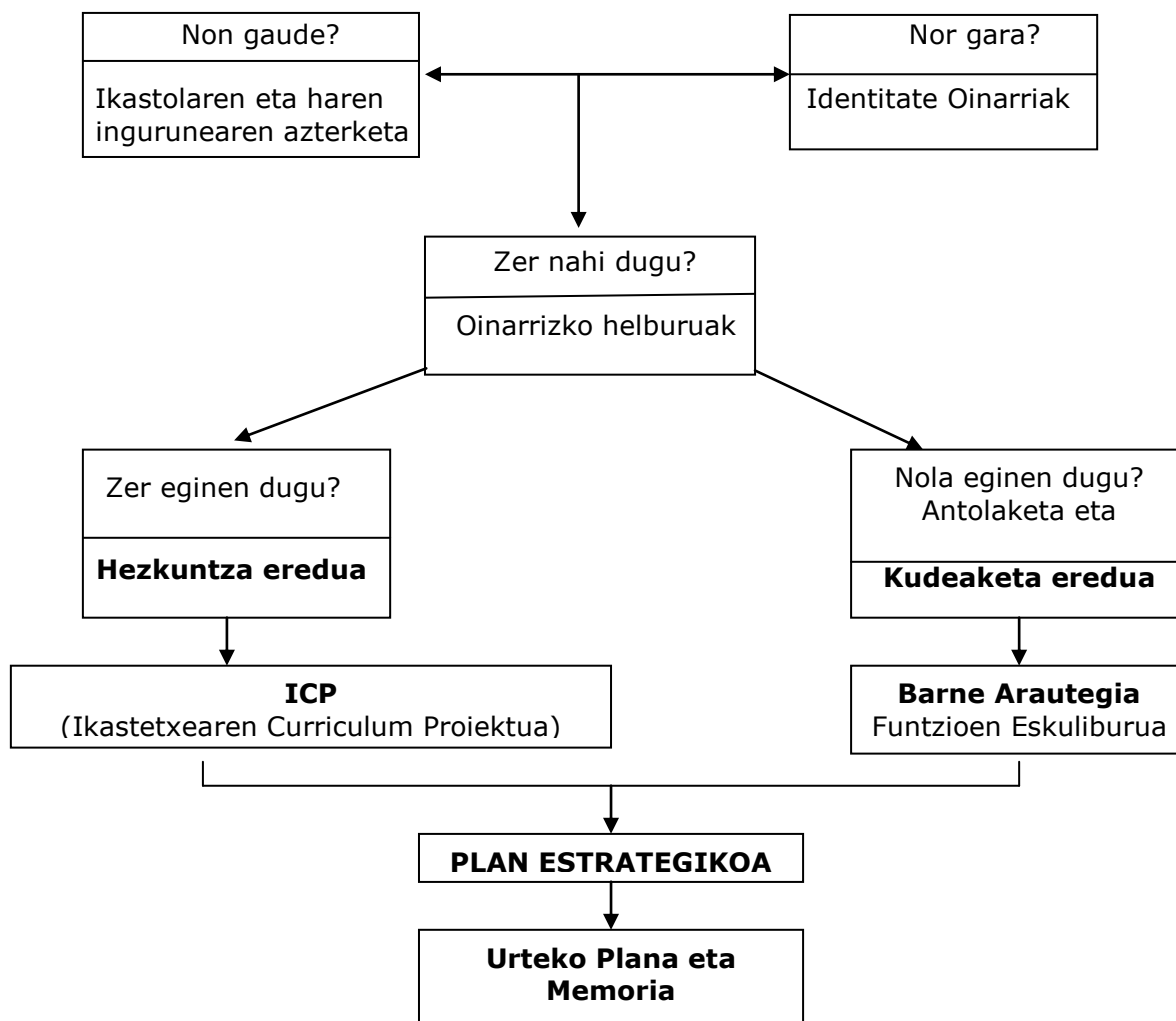 Non gaude?
Ikastolaren eta haren
ingurunearen azterketa
Nor gara?
Identitate Oinarriak
Zer nahi dugu?
Oinarrizko helburuak
Zer eginen dugu?
Hezkuntza eredua
Nola eginen dugu?
Antolaketa eta
Kudeaketa eredua
ICP
(Ikastetxearen Curriculum Proiektua)
Barne Arautegia
Funtzioen Eskuliburua
PLAN ESTRATEGIKOA
Urteko Plana eta
Memoria